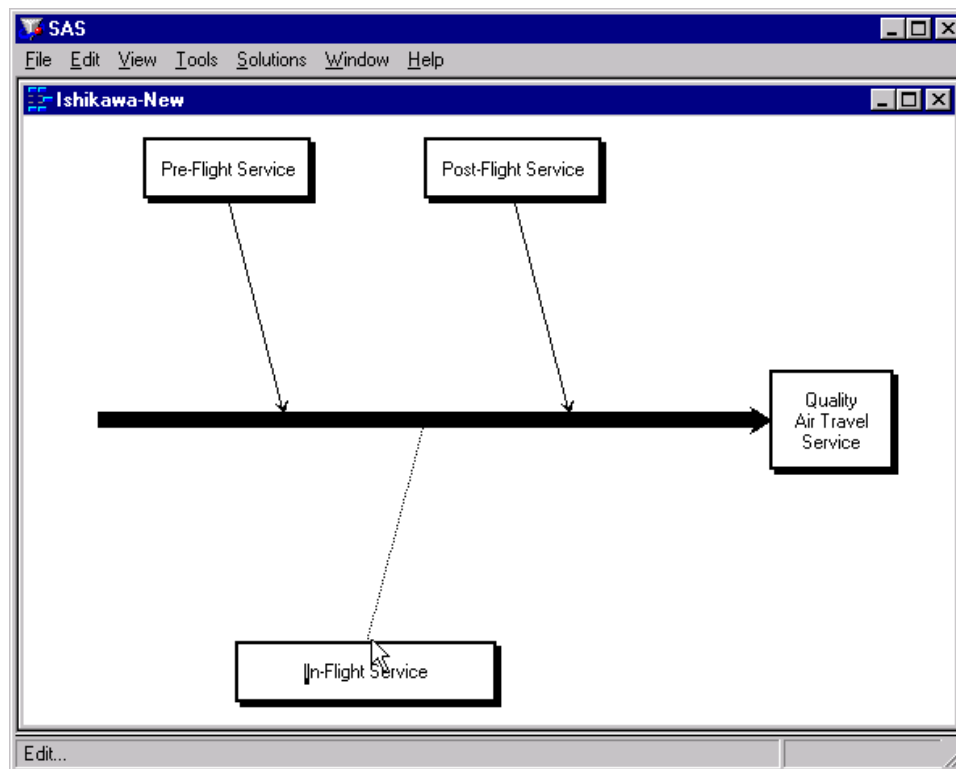 SAS
File Edit View Tools Solutions Window Help
Ishikawa-New
Pre-Flight Service
Post-Flight Service
Quality
Air Travel
Service
In-Flight Service
Edit...